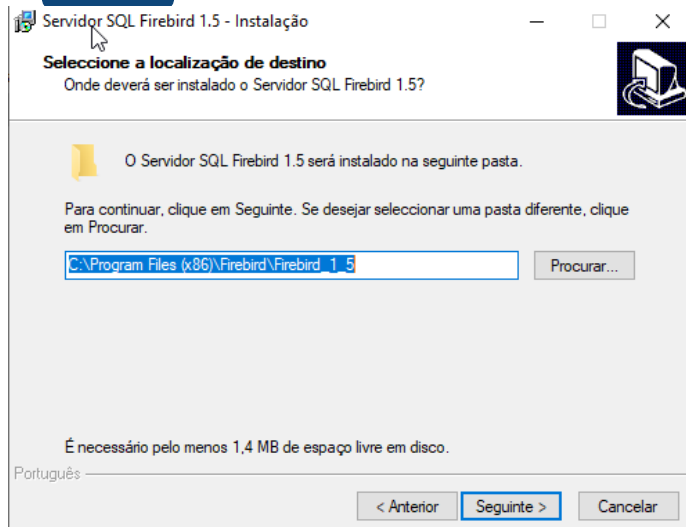 Servidor SQL Firebird 1.5 - Instalação
Seleccione a localização de destino
Onde deverá ser instalado o Servidor SQL Firebird 1.5?
O Servidor SQL Firebird 1.5 será instalado na seguinte pasta.
Para continuar, clique em Seguinte. Se desejar seleccionar uma pasta diferente, clique
em Procurar.
C:\Program Files (x86)\Firebird\Firebird_1_5
Procurar...
É necessário pelo menos 1,4 MB de espaço livre em disco.
Português
< Anterior
Seguinte >
Cancelar